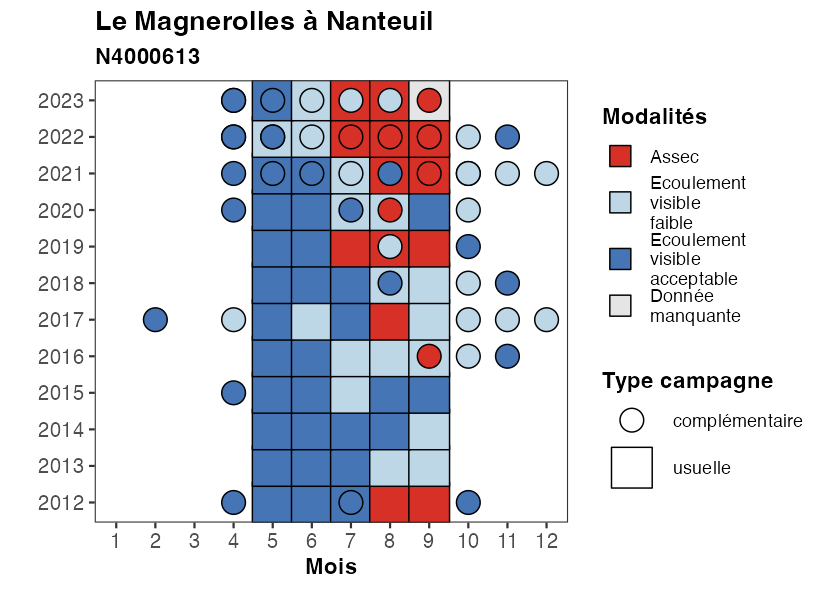 Le Magnerolles à Nanteuil
N4000613
2023
2022
2021
2020
2019
2018
2017
2016
2015
2014
2013
2012
1 2 3 4 5 6 7 8 9 10 11 12
Mois
Modalités
Assec
Ecoulement
visible
faible
Ecoulement
visible
acceptable
Donnée
manquante
Type campagne
complémentaire
usuelle